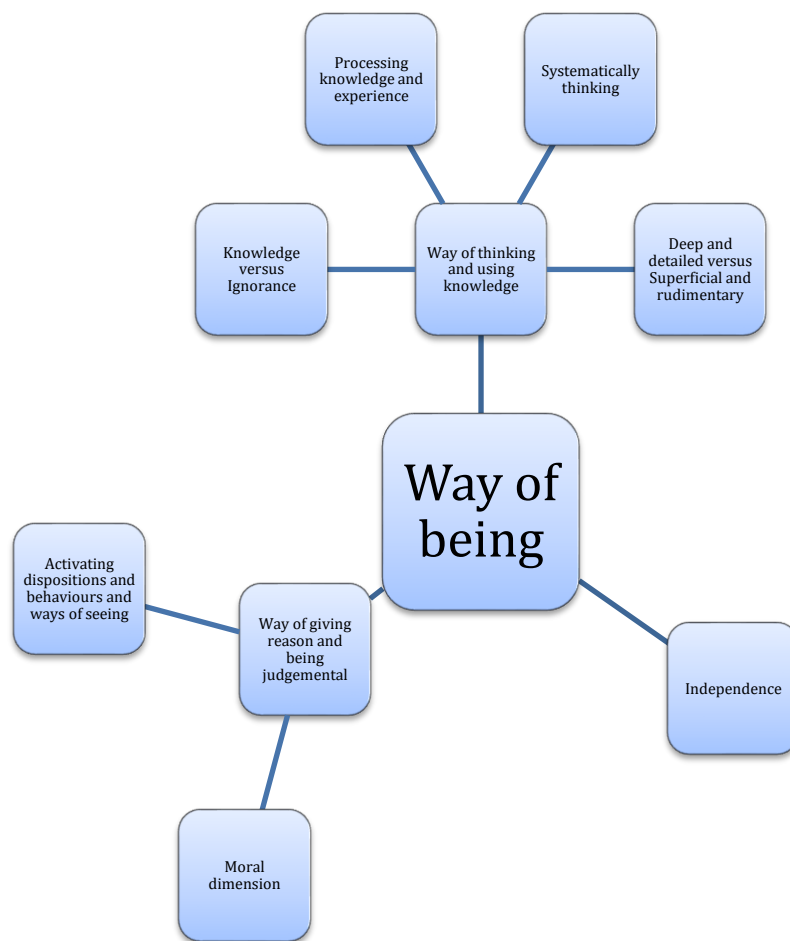 Processing
knowledge and
experience
Systematically
thinking
Knowledge
versus
Ignorance
Way of thinking
and using
knowledge
Deep and
detailed versus
Superficial and
rudimentary
Way of
being
Activating
dispositions and
behaviours and
ways of seeing
Way of giving
reason and
being
judgemental
Independence
Moral
dimension